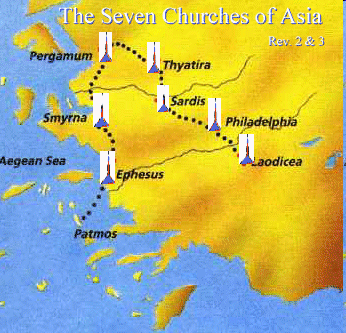 The Seven Churches of Asia
Rev. 2 & 3
Pergamum
Thyatira
Sardis
Smyrna
Philadelphia
Laodicea
Aegean Sea
Ephesus
Patmos